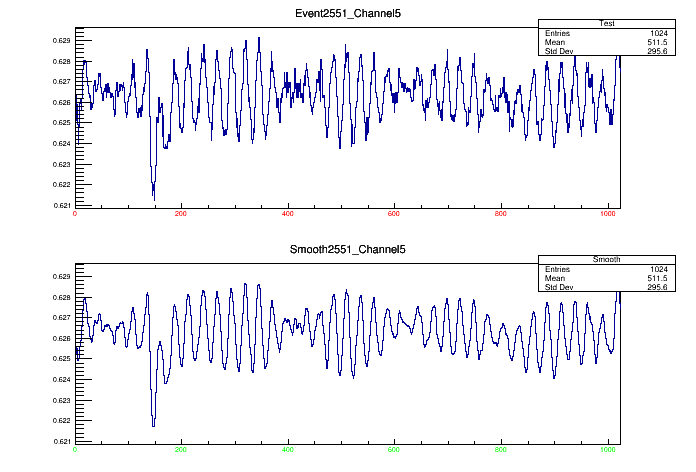 Event2551_Channel5
Test
Entries 1024
Mean 511.5
Std Dev 295.6
0.629
0.628
0.627
0.626
0.625
0.624
0.623
0.622
0.621
0 200 400 600 800 1000
Smooth2551_Channel5
Smooth
Entries 1024
Mean 511.5
Std Dev 295.6
0.629
0.628
0.627
0.626
0.625
0.624
0.623
0.622
0.621
0 200 400 600 800 1000